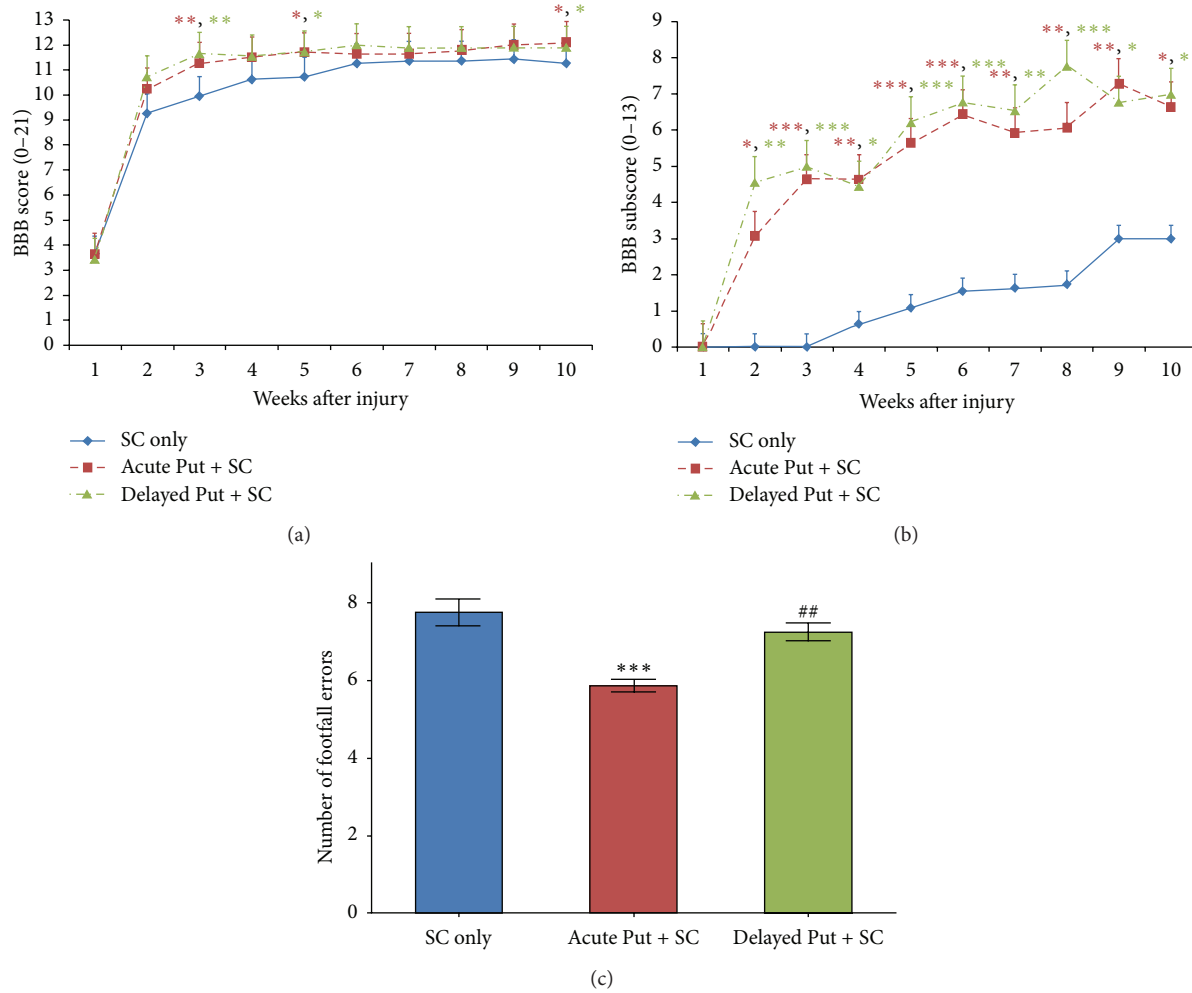 BBB score (0–21)
13
12
11
10
9
8
7
6
5
4
3
2
1
0
**, **
*, *
*, *
1 2 3 4 5 6 7 8 9 10
Weeks after injury
SC only
Acute Put + SC
Delayed Put + SC
(a)
BBB subscore (0–13)
9
8
7
6
5
4
3
2
1
0
*, **
***, ***
**, *
***, ***
***, ***
**, **
**, ***
**, *
*, *
1 2 3 4 5 6 7 8 9 10
Weeks after injury
SC only
Acute Put + SC
Delayed Put + SC
(b)
Number of footfall errors
8
6
4
2
0
***
##
SC only Acute Put + SC Delayed Put + SC
(c)